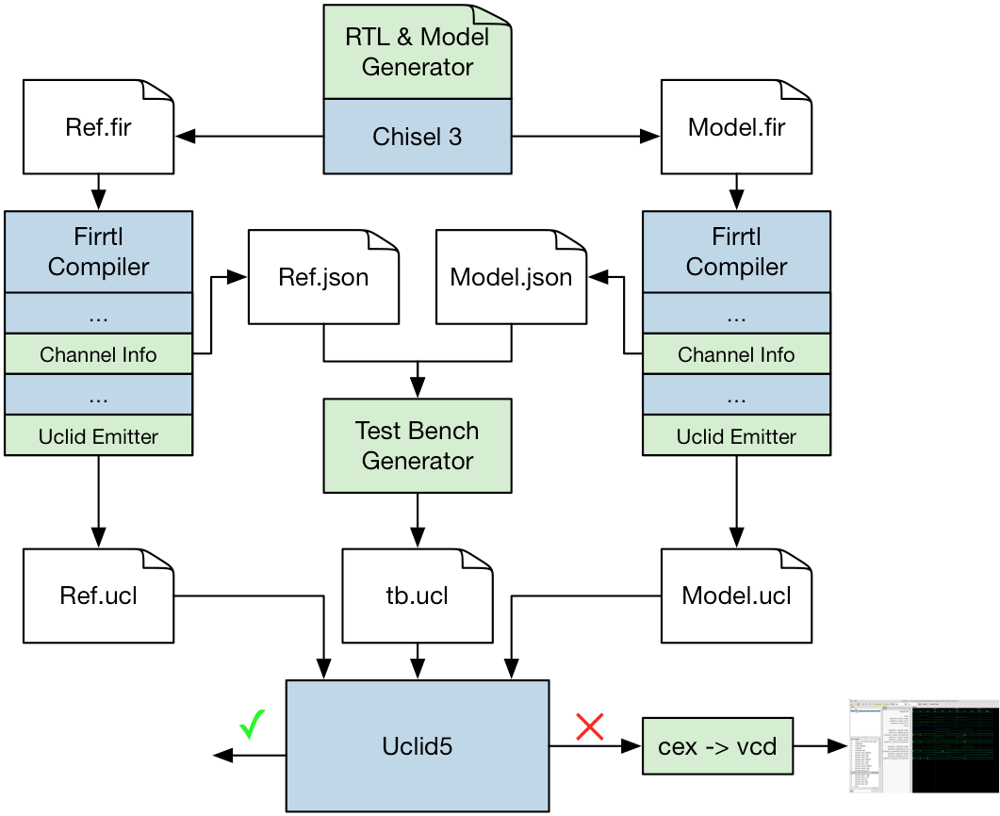 RTL & Model
Generator
Chisel 3
Ref.fir
Model.fir
Firrtl
Compiler
...
Channel Info
...
Uclid Emitter
Ref.json
Model.json
Firrtl
Compiler
...
Channel Info
...
Uclid Emitter
Test Bench
Generator
Ref.ucl
tb.ucl
Model.ucl
Uclid5
cex -> vcd